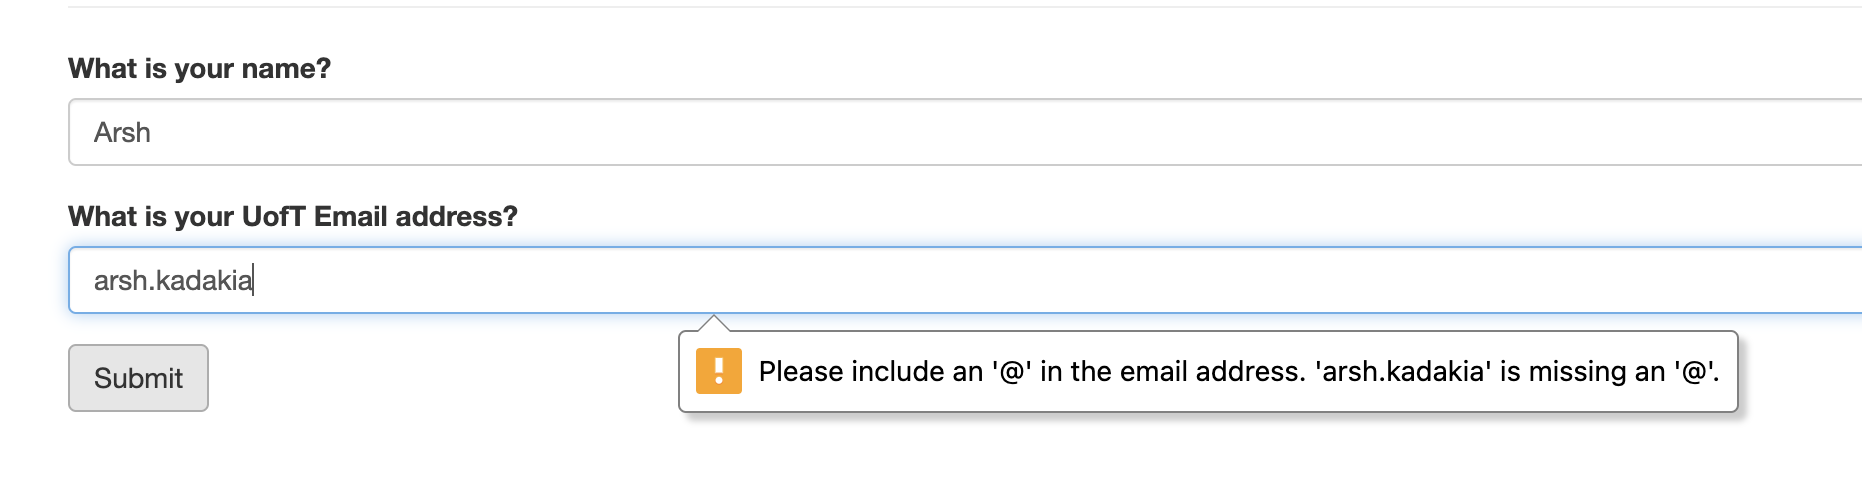 What is your name?
Arsh
What is your UofT Email address?
arsh.kadakia
Submit
Please include an '@' in the email address. 'arsh.kadakia' is missing an '@'.